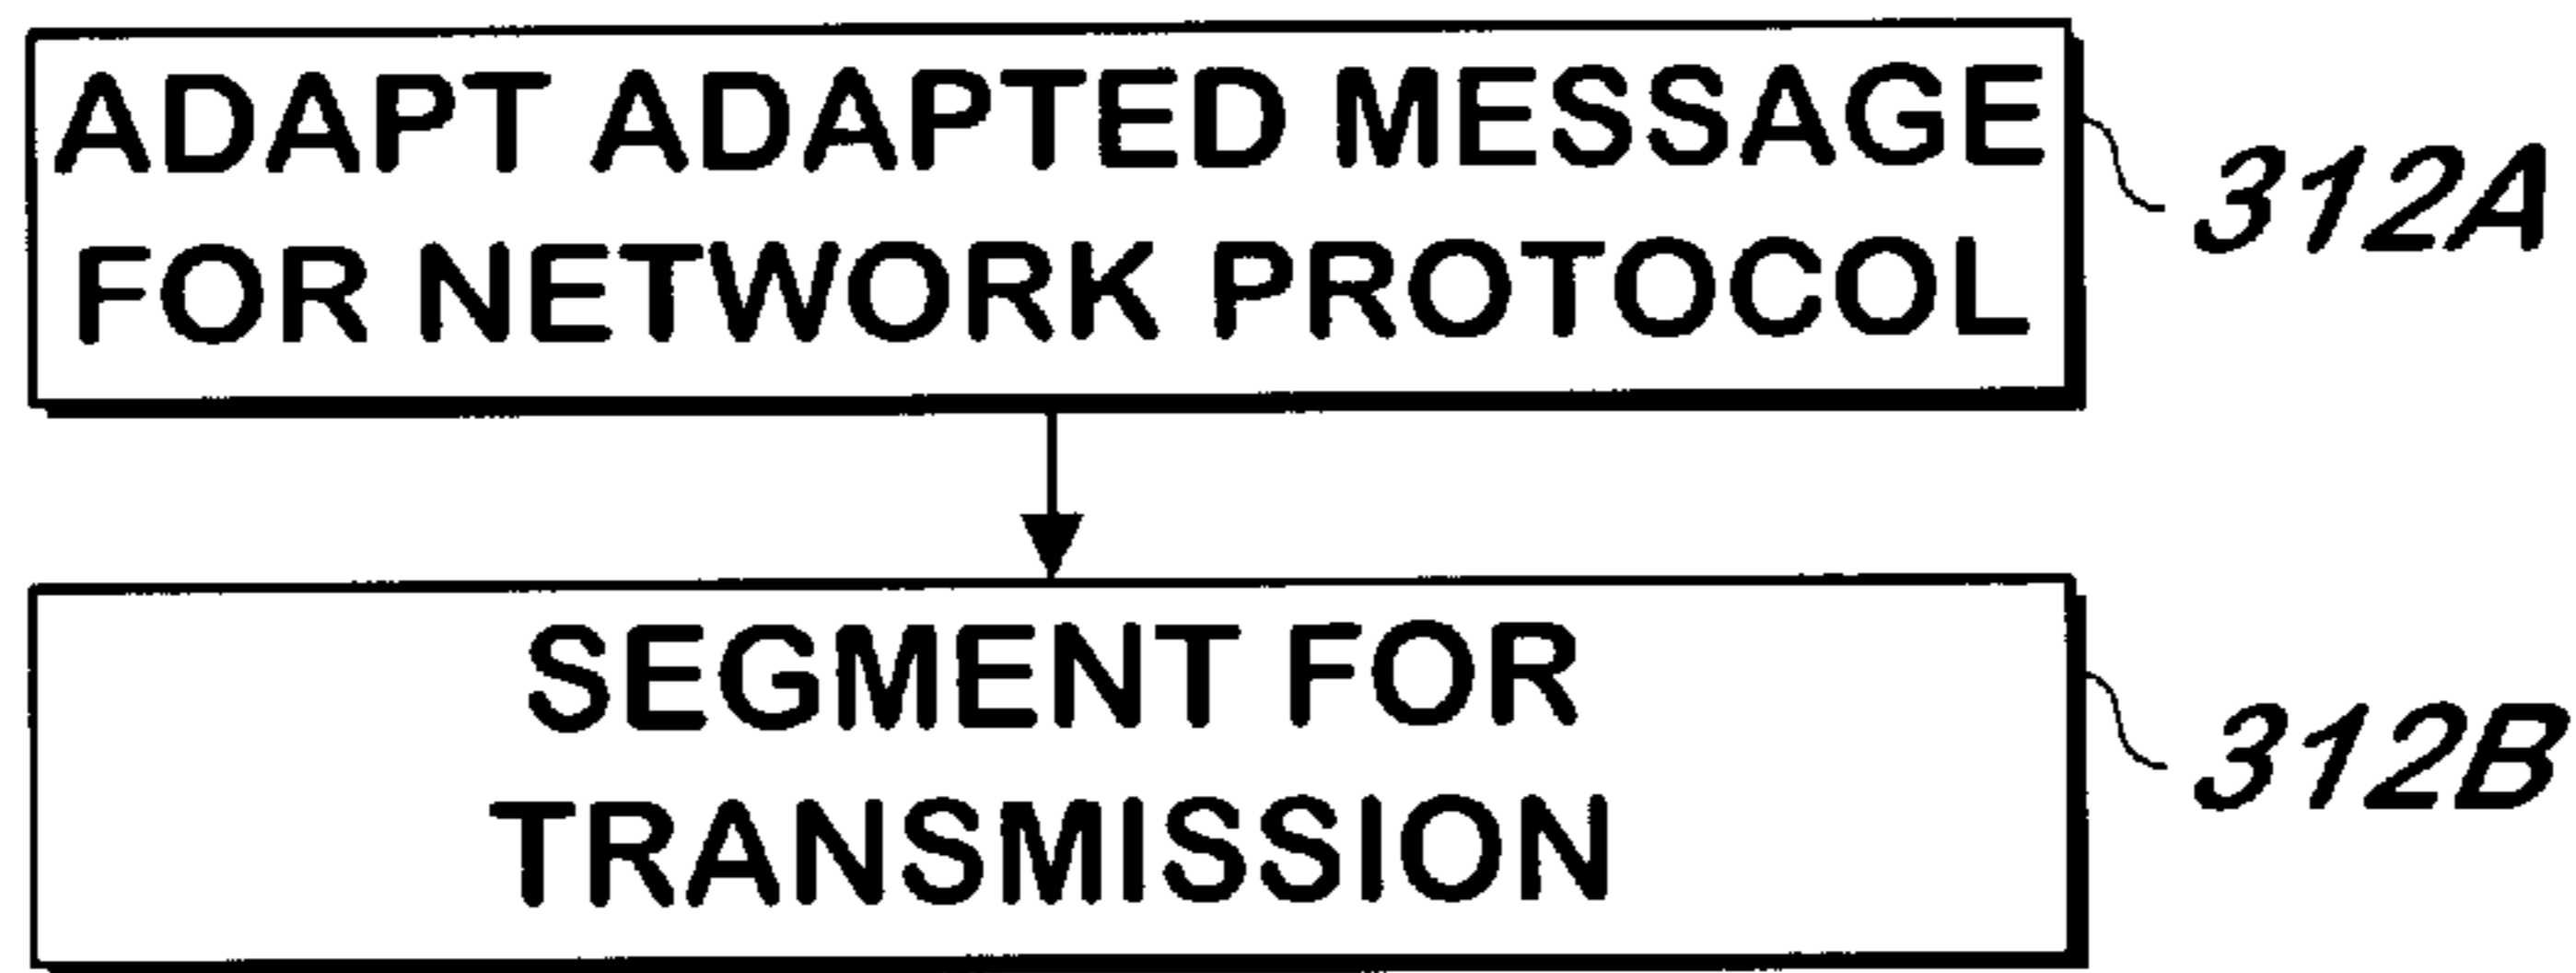 ADAPT ADAPTED MESSAGE
FOR NETWORK PROTOCOL
312A
SEGMENT FOR
TRANSMISSION
312B